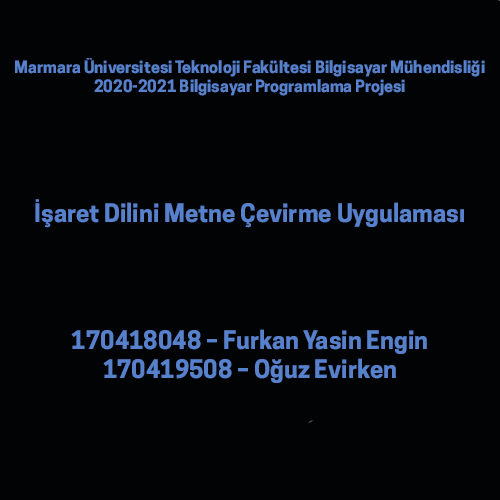 Marmara Üniversitesi Teknoloji Fakültesi Bilgisayar Mühendisliği
2020-2021 Bilgisayar Programlama Projesi
İşaret Dilini Metne Çevirme Uygulaması
170418048 – Furkan Yasin Engin
170419508 – Oğuz Evirken